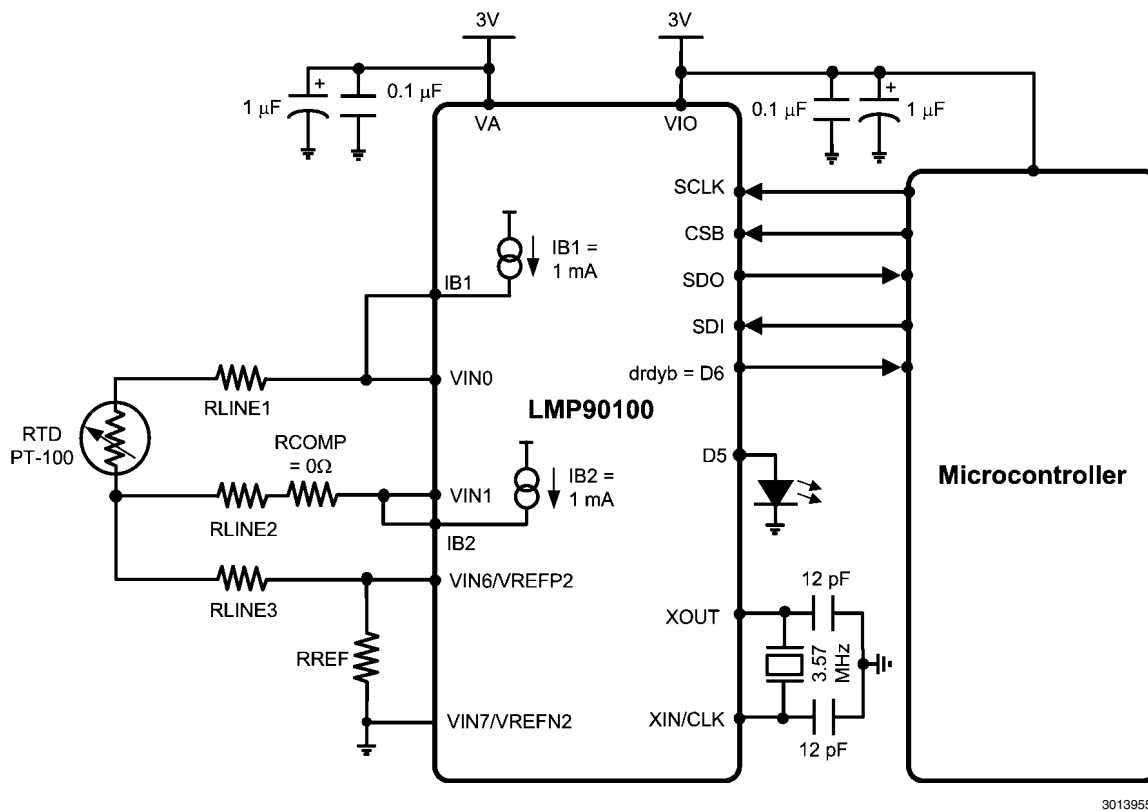 3V
3V
1 µF
+
0.1 µF
0.1 µF
+
1 µF
VA
VIO
SCLK
CSB
SDO
SDI
drdyb = D6
IB1 =
1 mA
IB1
VIN0
LMP90100
RLINE1
RTD
PT-100
RCOMP
= 0Ω
VIN1
IB2 =
1 mA
D5
Microcontroller
RLINE2
IB2
VIN6/VREFP2
RLINE3
RREF
VIN7/VREFN2
XOUT
12 pF
3.57
MHz
XIN/CLK
12 pF